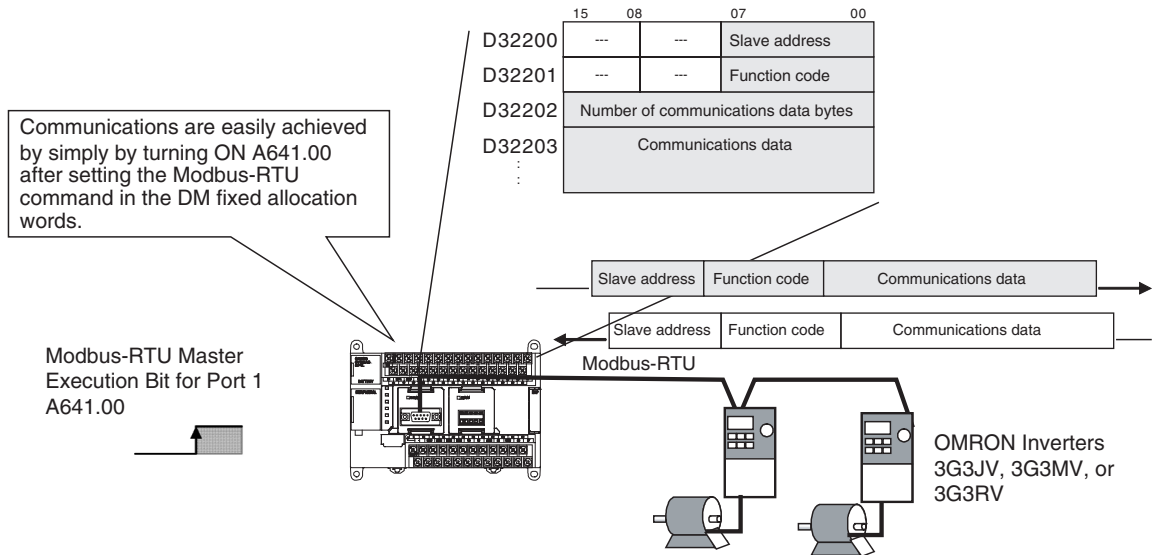 15 08 07 00
D32200 --- --- Slave address
D32201 --- --- Function code
D32202 Number of communications data bytes
D32203 Communications data
Communications are easily achieved
by simply by turning ON A641.00
after setting the Modbus-RTU
command in the DM fixed allocation
words.
Slave address Function code Communications data
Slave address Function code Communications data
Modbus-RTU
Modbus-RTU Master
Execution Bit for Port 1
A641.00
OMRON Inverters
3G3JV, 3G3MV, or
3G3RV